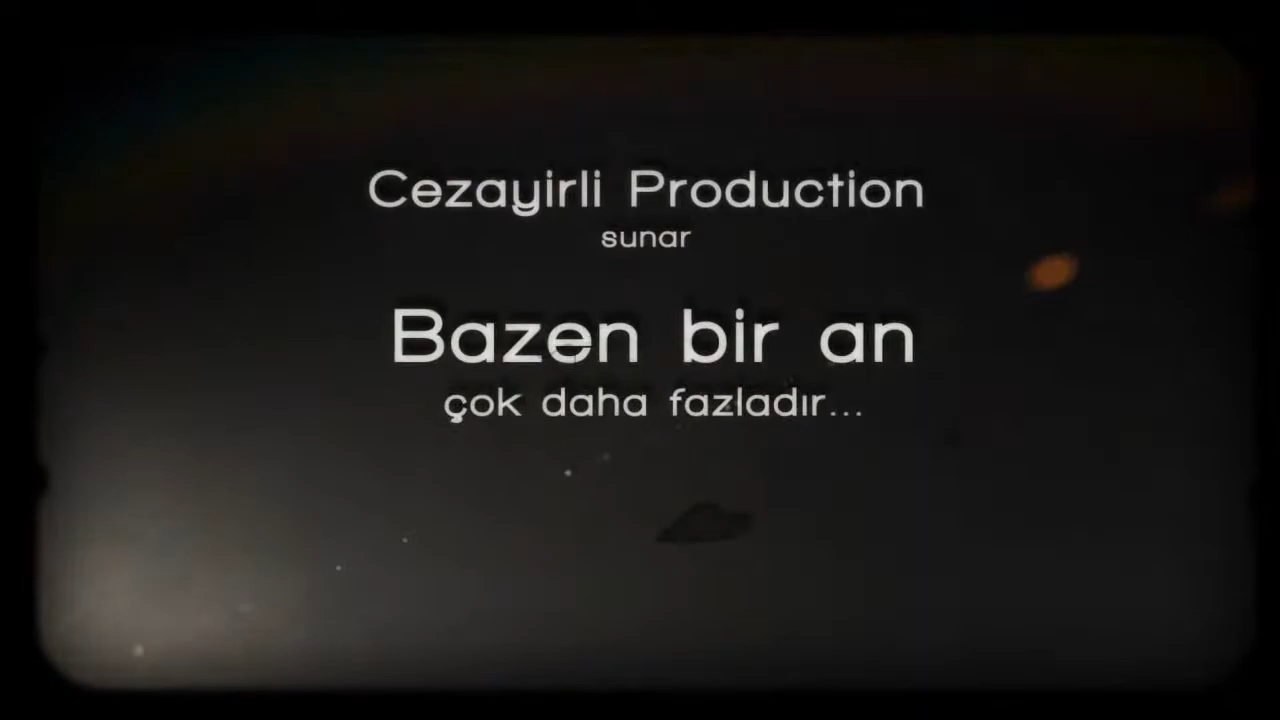 Cezayirli Production
sunar
Bazen bir an
çok daha fazladır...